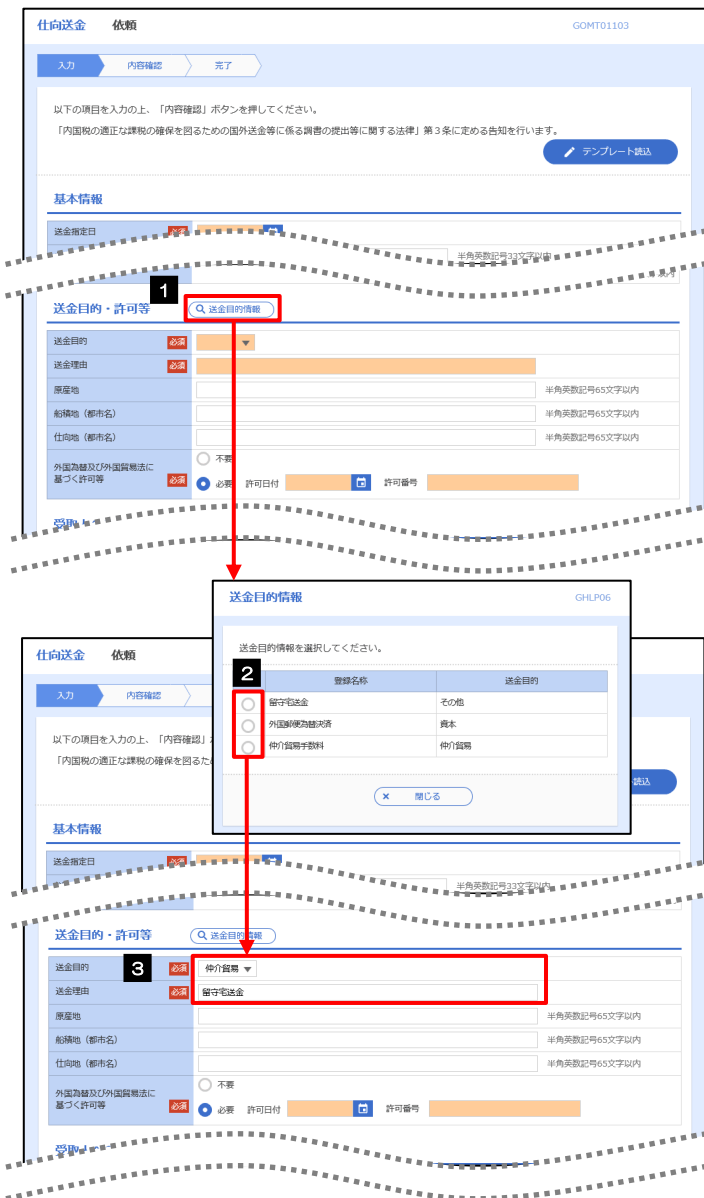 仕向送金 依頼 GOMT01103
入力 内容確認 完了
以下の項目を入力の上、「内容確認」ボタンを押してください。
「内国税の適正な課税の確保を図るための国外送金等に係る調書の提出等に関する法律」第３条に定める告知を行います。
テンプレート読込
基本情報
送金指定日 必須
半角英数記号33文字以内
1
送金目的・許可等 送金目的情報
送金目的 必須
送金理由 必須
原産地 半角英数記号65文字以内
船積地（都市名） 半角英数記号65文字以内
仕向地（都市名） 半角英数記号65文字以内
不要
外国為替及び外国貿易法に
基づく許可等 必須 必要 許可日付 許可番号
送金目的情報 GHLP06
送金目的情報を選択してください。
2
登録名称 送金目的
留守宅送金 その他
外国郵便為替決済 資本
仲介貿易手数料 仲介貿易
× 閉じる
仕向送金 依頼
入力 内容確認
以下の項目を入力の上、「内容確認」
「内国税の適正な課税の確保を図るた
読込
基本情報
送金指定日 必須
半角英数記号33文字以内
送金目的・許可等 送金目的情報
3
送金目的 必須 仲介貿易
送金理由 必須 留守宅送金
原産地 半角英数記号65文字以内
船積地（都市名） 半角英数記号65文字以内
仕向地（都市名） 半角英数記号65文字以内
不要
外国為替及び外国貿易法に
基づく許可等 必須 必要 許可日付 許可番号